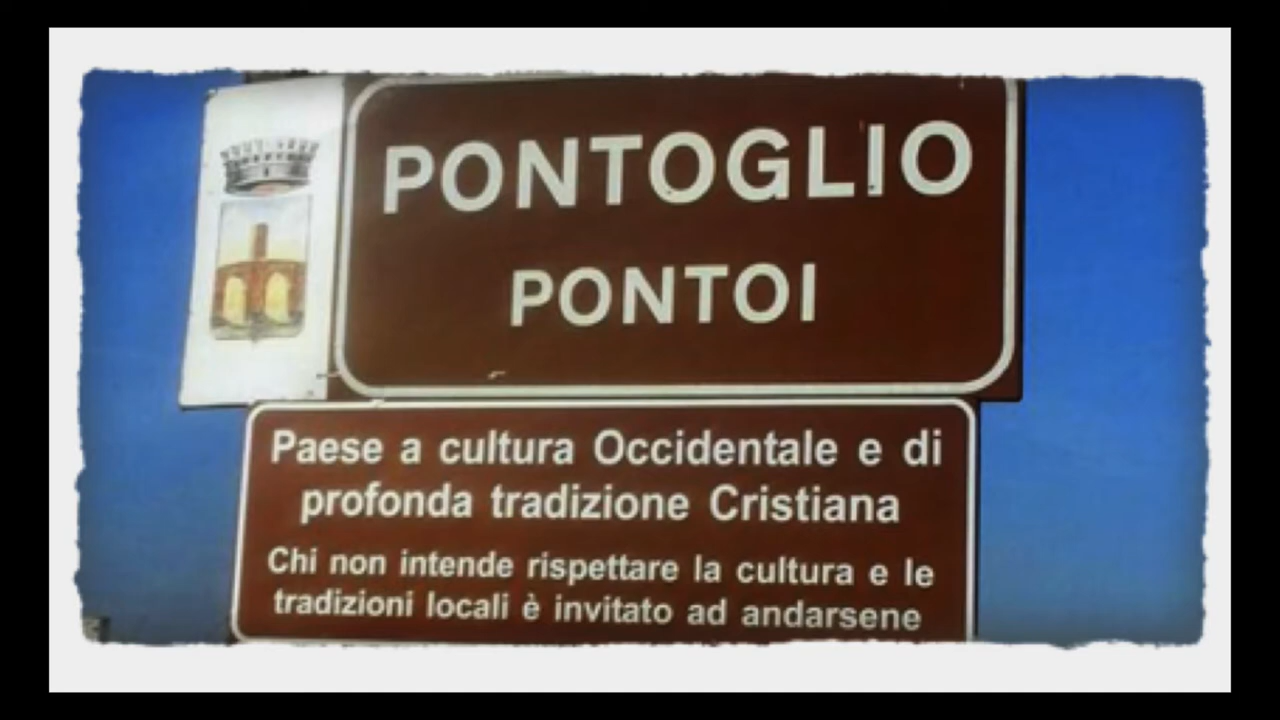 PONTOGLIO
PONTOI
Paese a cultura Occidentale e di
profonda tradizione Cristiana
Chi non intende rispettare la cultura e le
tradizioni locali è invitato ad andarsene